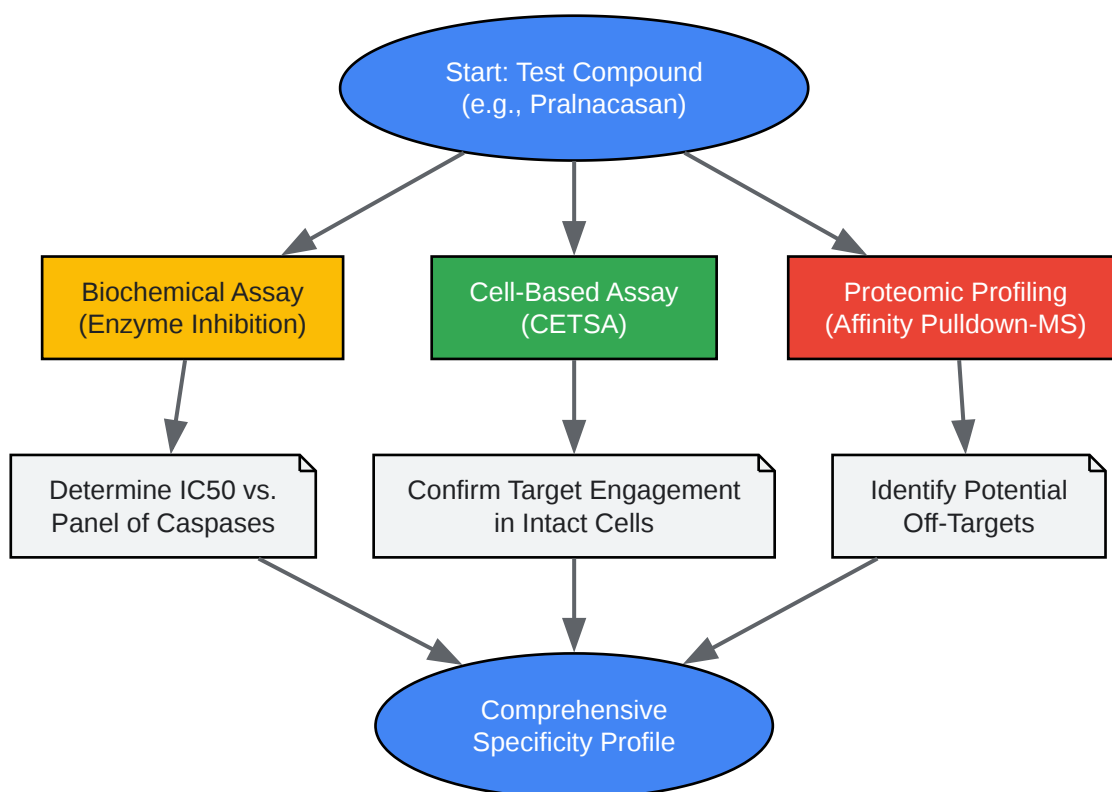 Start: Test Compound
(e.g., Pralnacasan)
Biochemical Assay
(Enzyme Inhibition)
Cell-Based Assay
(CETSA)
Proteomic Profiling
(Affinity Pulldown-MS)
Determine IC50 vs.
Panel of Caspases
Confirm Target Engagement
in Intact Cells
Identify Potential
Off-Targets
Comprehensive
Specificity Profile